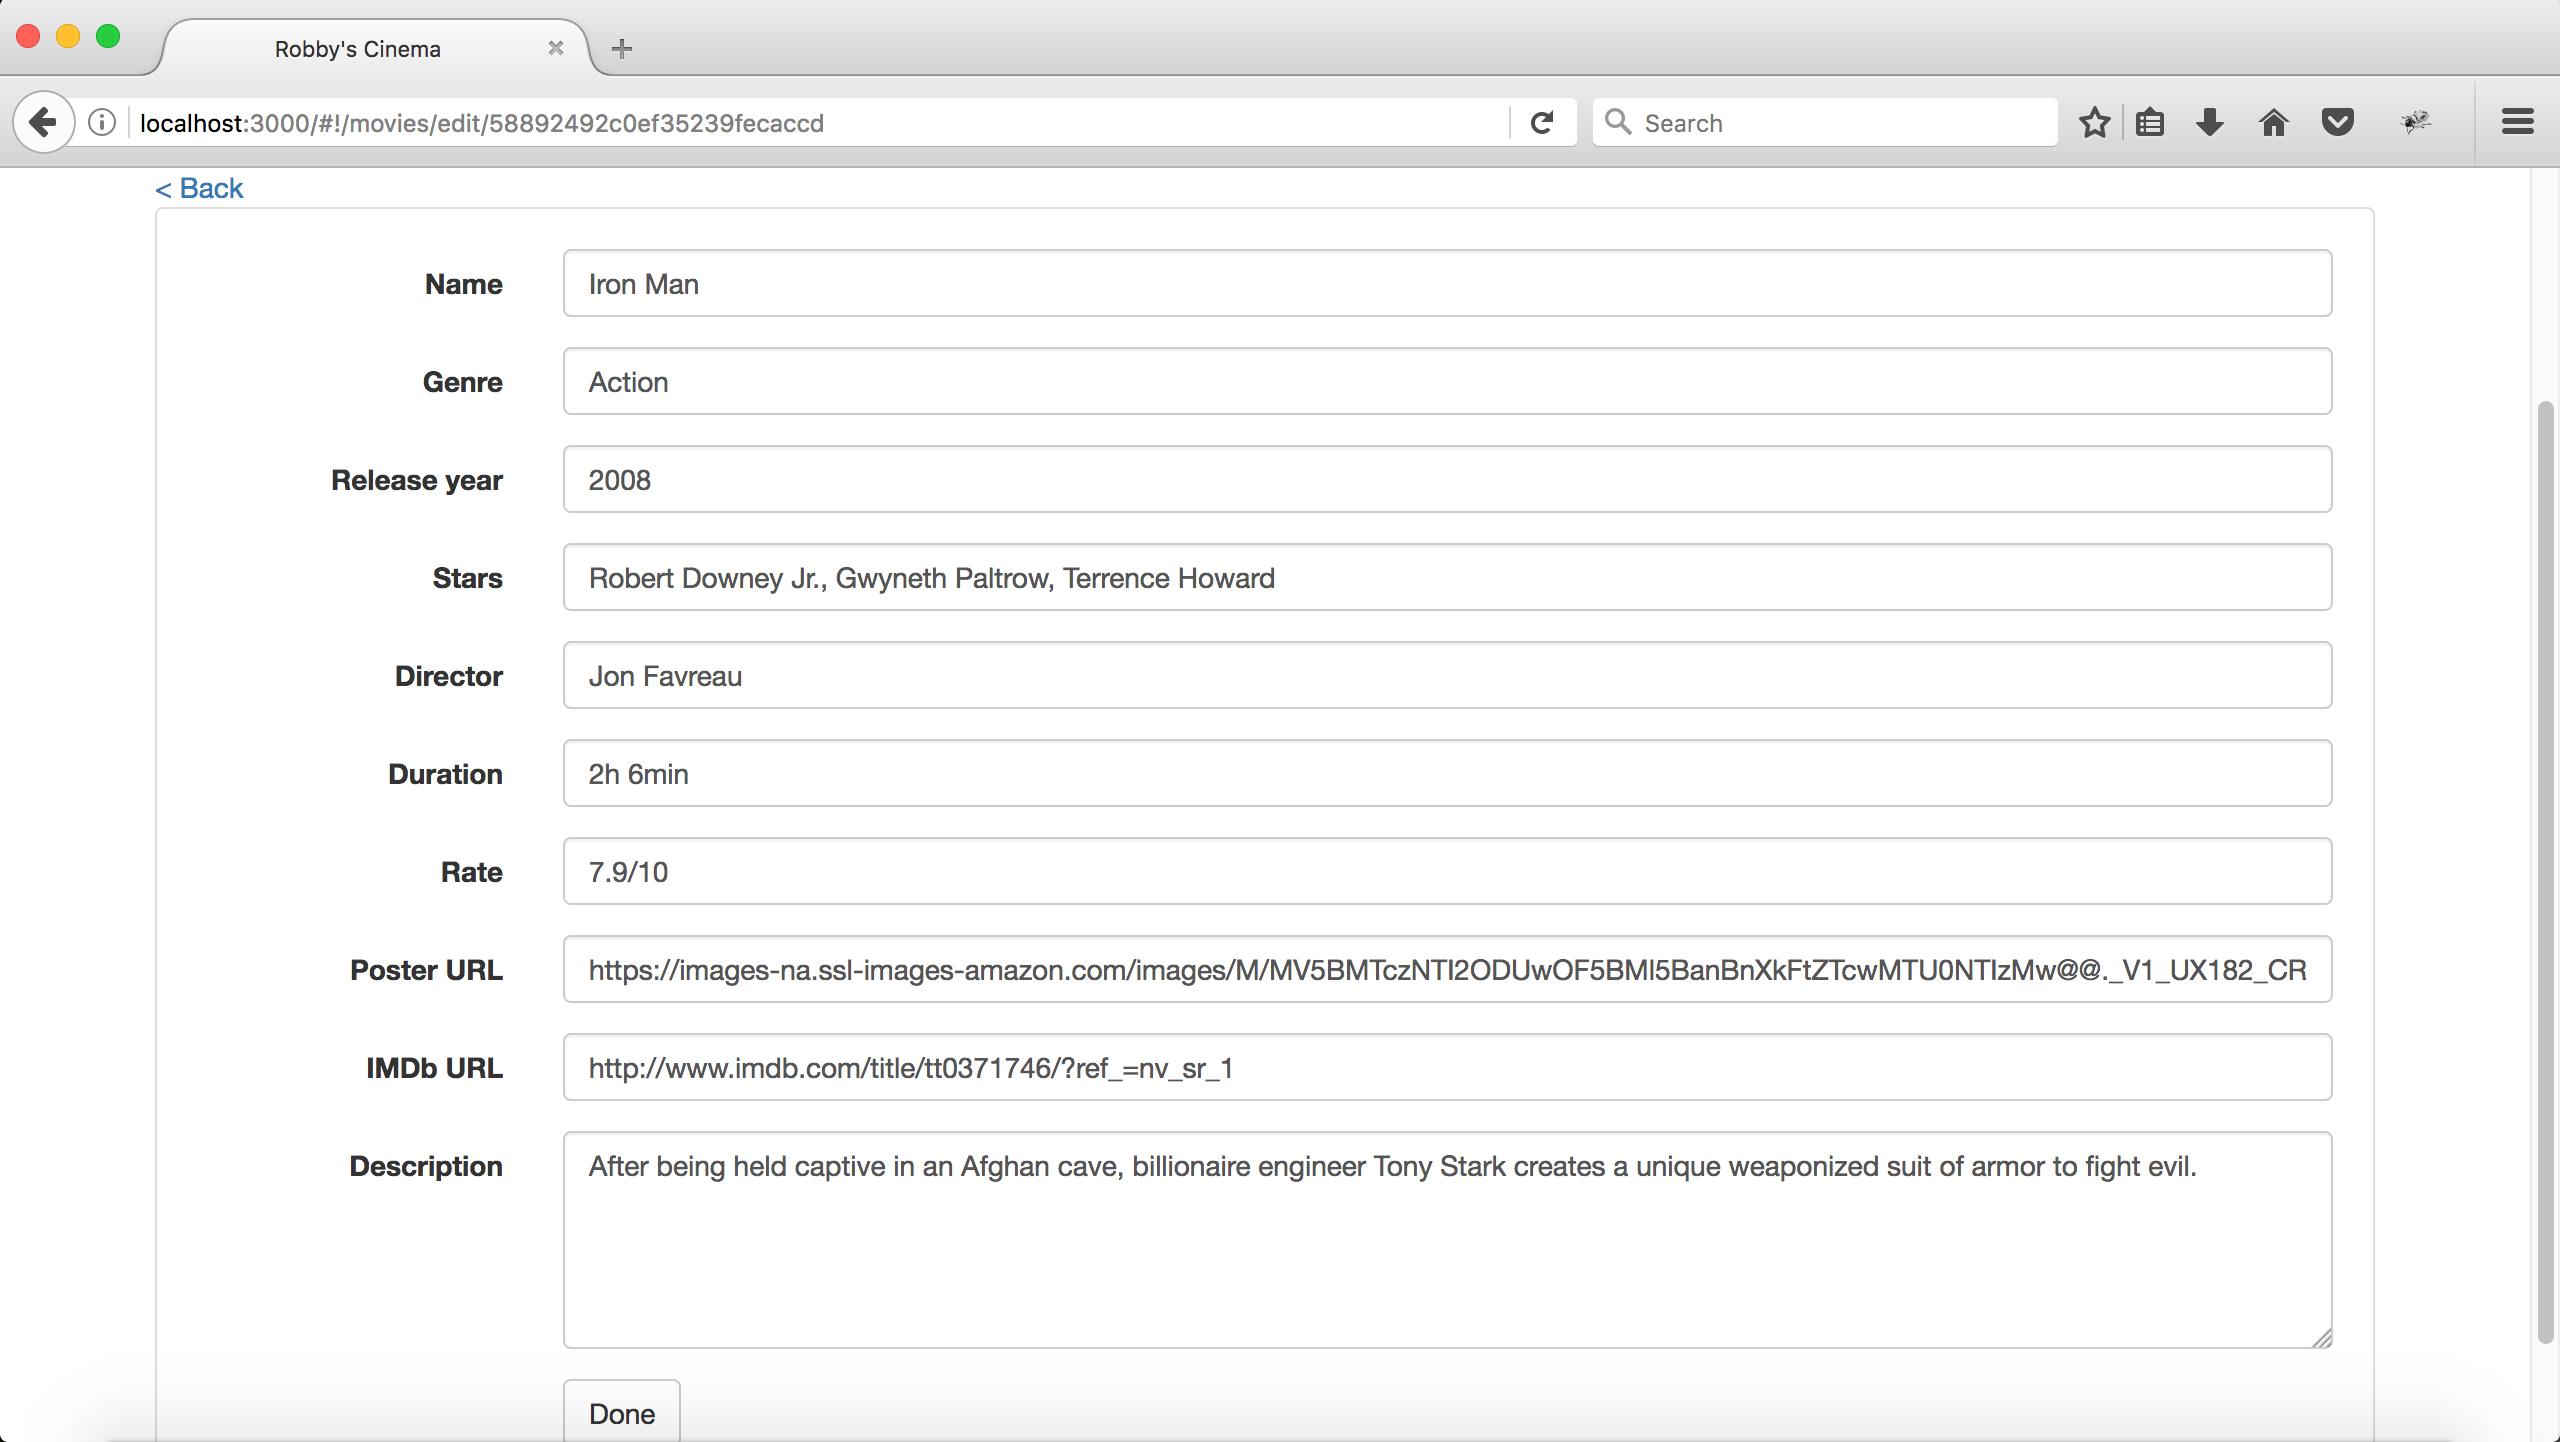 Robby's Cinema
localhost:3000/#!/movies/edit/58892492c0ef35239fecaccd
Search
< Back
Name
Iron Man
Genre
Action
Release year
2008
Stars
Robert Downey Jr., Gwyneth Paltrow, Terrence Howard
Director
Jon Favreau
Duration
2h 6min
Rate
7.9/10
Poster URL
https://images-na.ssl-images-amazon.com/images/M/MV5BMTczNTI2ODUwOF5BMl5BanBnXkFtZTcwMTU0NTIzMw@@._V1_UX182_CR
IMDb URL
http://www.imdb.com/title/tt0371746/?ref_=nv_sr_1
Description
After being held captive in an Afghan cave, billionaire engineer Tony Stark creates a unique weaponized suit of armor to fight evil.
Done